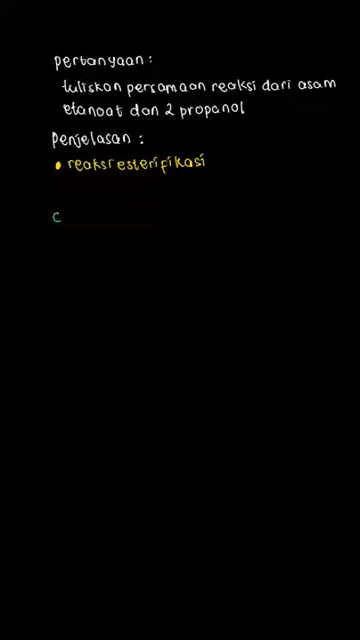 pertanyaan :
tuliskan persamaan reaksi dari asam
etanoat dan 2 propanol
Penjelasan :
• reaksi esterifikasi
C